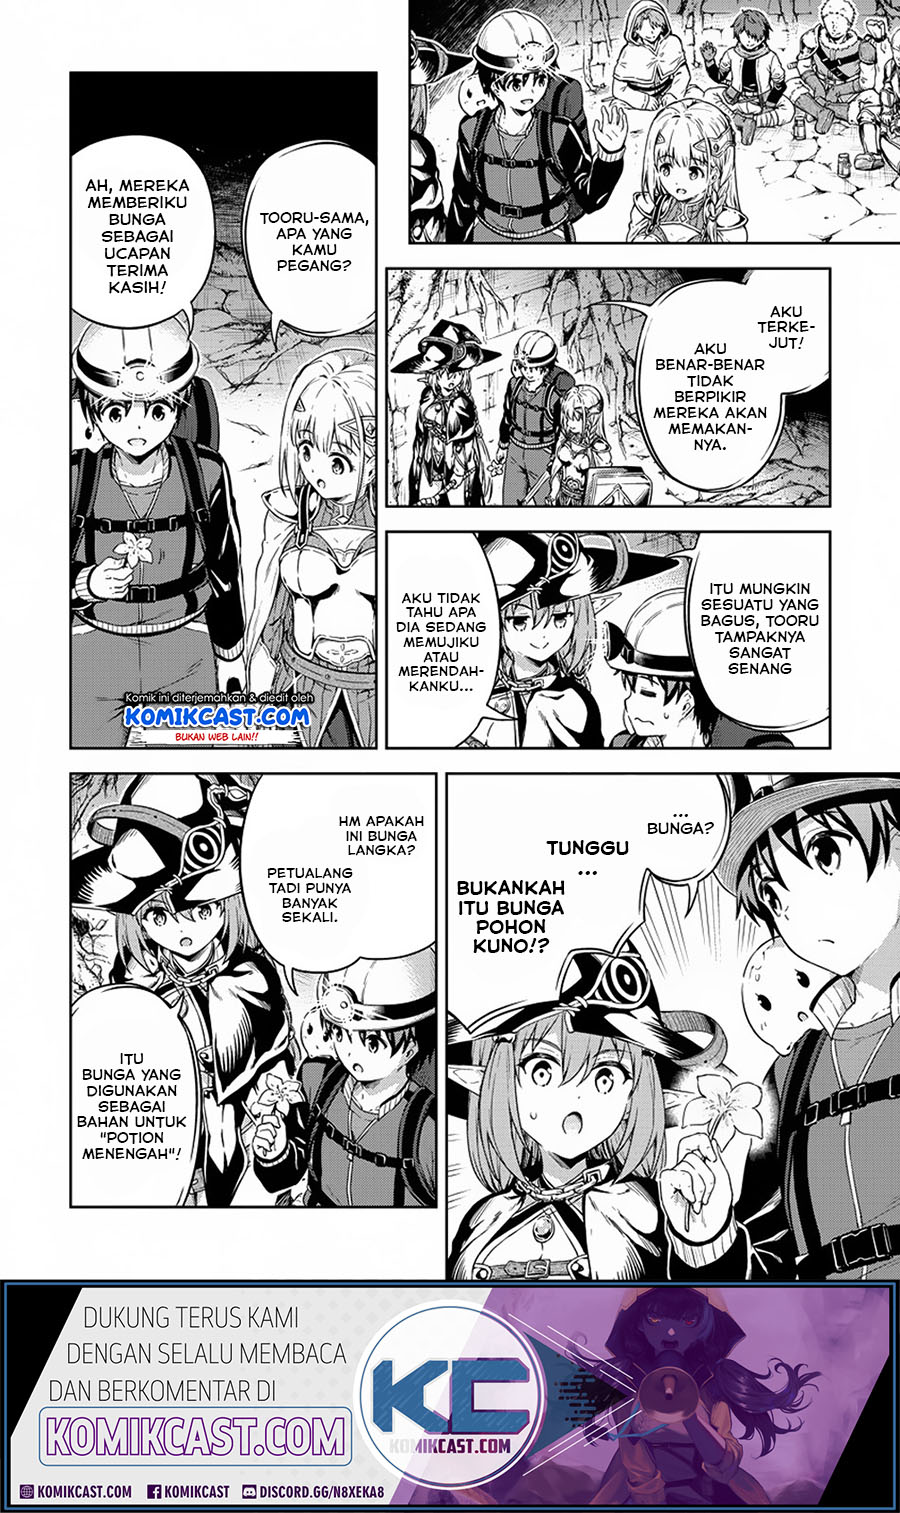 TOORU-SAMA,
APA YANG
KAMU
PEGANG?
AH, MEREKA
MEMBERIKU
BUNGA
SEBAGAI
UCAPAN
TERIMA
KASIH!
AKU
TERKE-
JUT!
AKU
BENAR-BENAR
TIDAK
BERPIKIR
MEREKA AKAN
MEMAKAN-
NYA.
ITU MUNGKIN
SESUATU YANG
BAGUS, TOORU
TAMPAKNYA
SANGAT
SENANG
AKU TIDAK
TAHU APA
DIA SEDANG
MEMUJIKU
ATAU
MERENDAH-
KANKU...
Komik ini diterjemahkan & diedit oleh
KOMIKCAST.COM
BUKAN WEB LAIN!!
...
BUNGA?
TUNGGU
...
BUKANKAH
ITU BUNGA
POHON
KUNO!?
HM APAKAH
INI BUNGA
LANGKA?
PETUALANG
TADI PUNYA
BANYAK
SEKALI.
ITU
BUNGA YANG
DIGUNAKAN
SEBAGAI
BAHAN UNTUK
"POTION
MENENGAH"!
DUKUNG TERUS KAMI
DENGAN SELALU MEMBACA
DAN BERKOMENTAR DI
KOMIKCAST.COM
KC
KOMIKCAST.COM
KOMIKCAST.COM KOMIKCAST DISCORD.GG/N8XEKA8